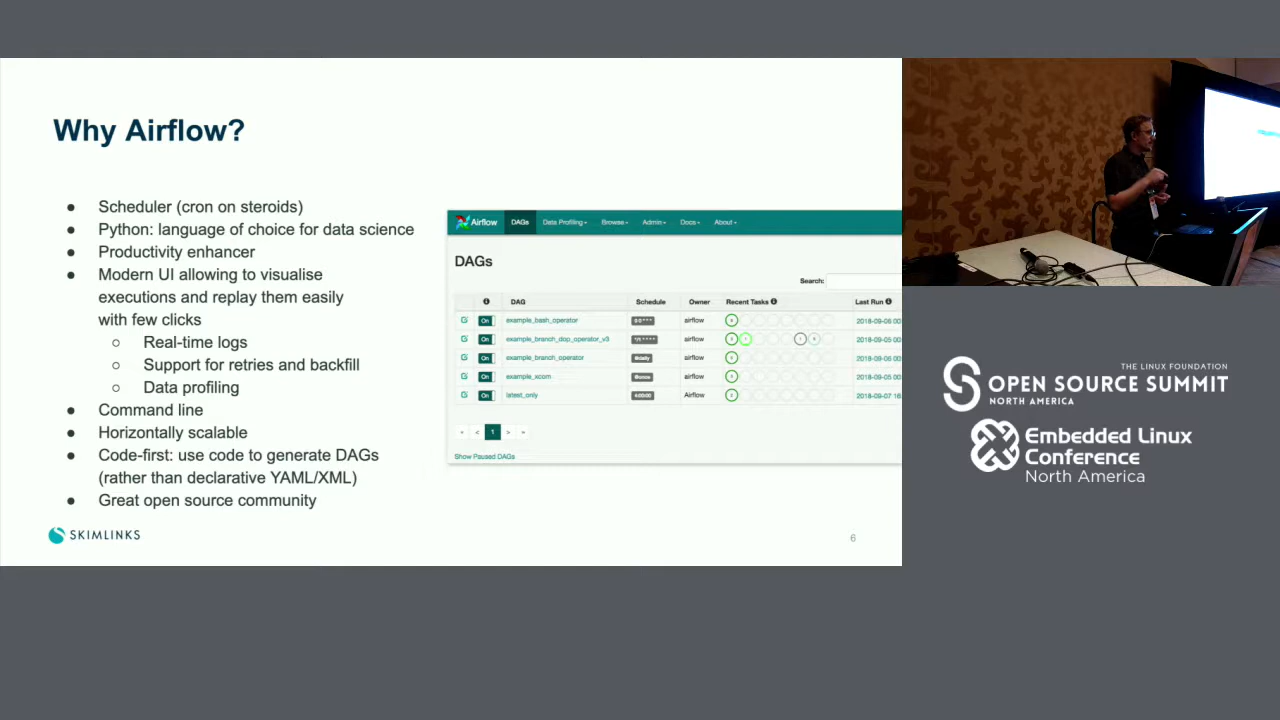 Why Airflow?
● Scheduler (cron on steroids)
● Python: language of choice for data science
● Productivity enhancer
● Modern UI allowing to visualise
executions and replay them easily
with few clicks
○ Real-time logs
○ Support for retries and backfill
○ Data profiling
● Command line
● Horizontally scalable
● Code-first: use code to generate DAGs
(rather than declarative YAML/XML)
● Great open source community
SKIMLINKS
6
Airflow DAGs Data Profiling Browse Admin Docs About
DAGs
Search:
DAG Schedule Owner Recent Tasks Last Run
On example_bash_operator airflow 2018-09-06 00
On example_branch_dop_operator_v3 airflow 2018-09-05 00
On example_branch_operator @daily airflow 2018-09-06 00
On example_xcom @once airflow 2018-09-05 00
On latest_only Airflow 2018-09-07 16
« < 1 > »
Show Paused DAGs
THE LINUX FOUNDATION
OPEN SOURCE SUMMIT
NORTH AMERICA
Embedded Linux
Conference
North America